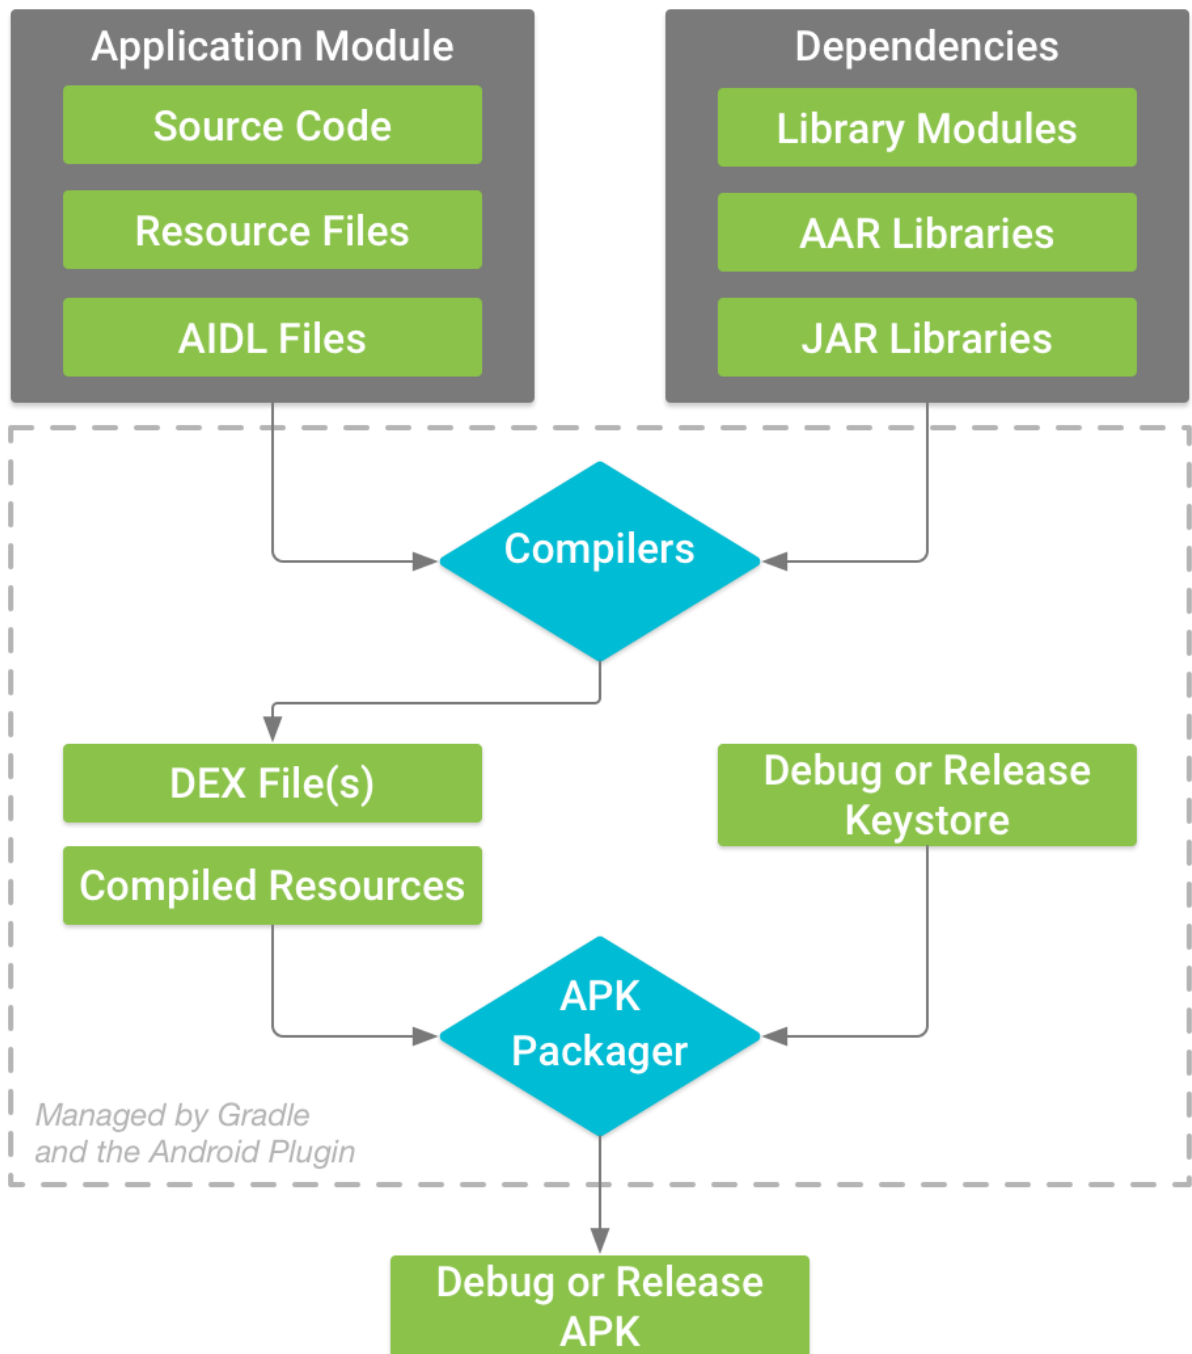 Application Module
Source Code
Resource Files
AIDL Files
Dependencies
Library Modules
AAR Libraries
JAR Libraries
Compilers
DEX File(s)
Compiled Resources
Debug or Release
Keystore
APK
Packager
Managed by Gradle
and the Android Plugin
Debug or Release
APK